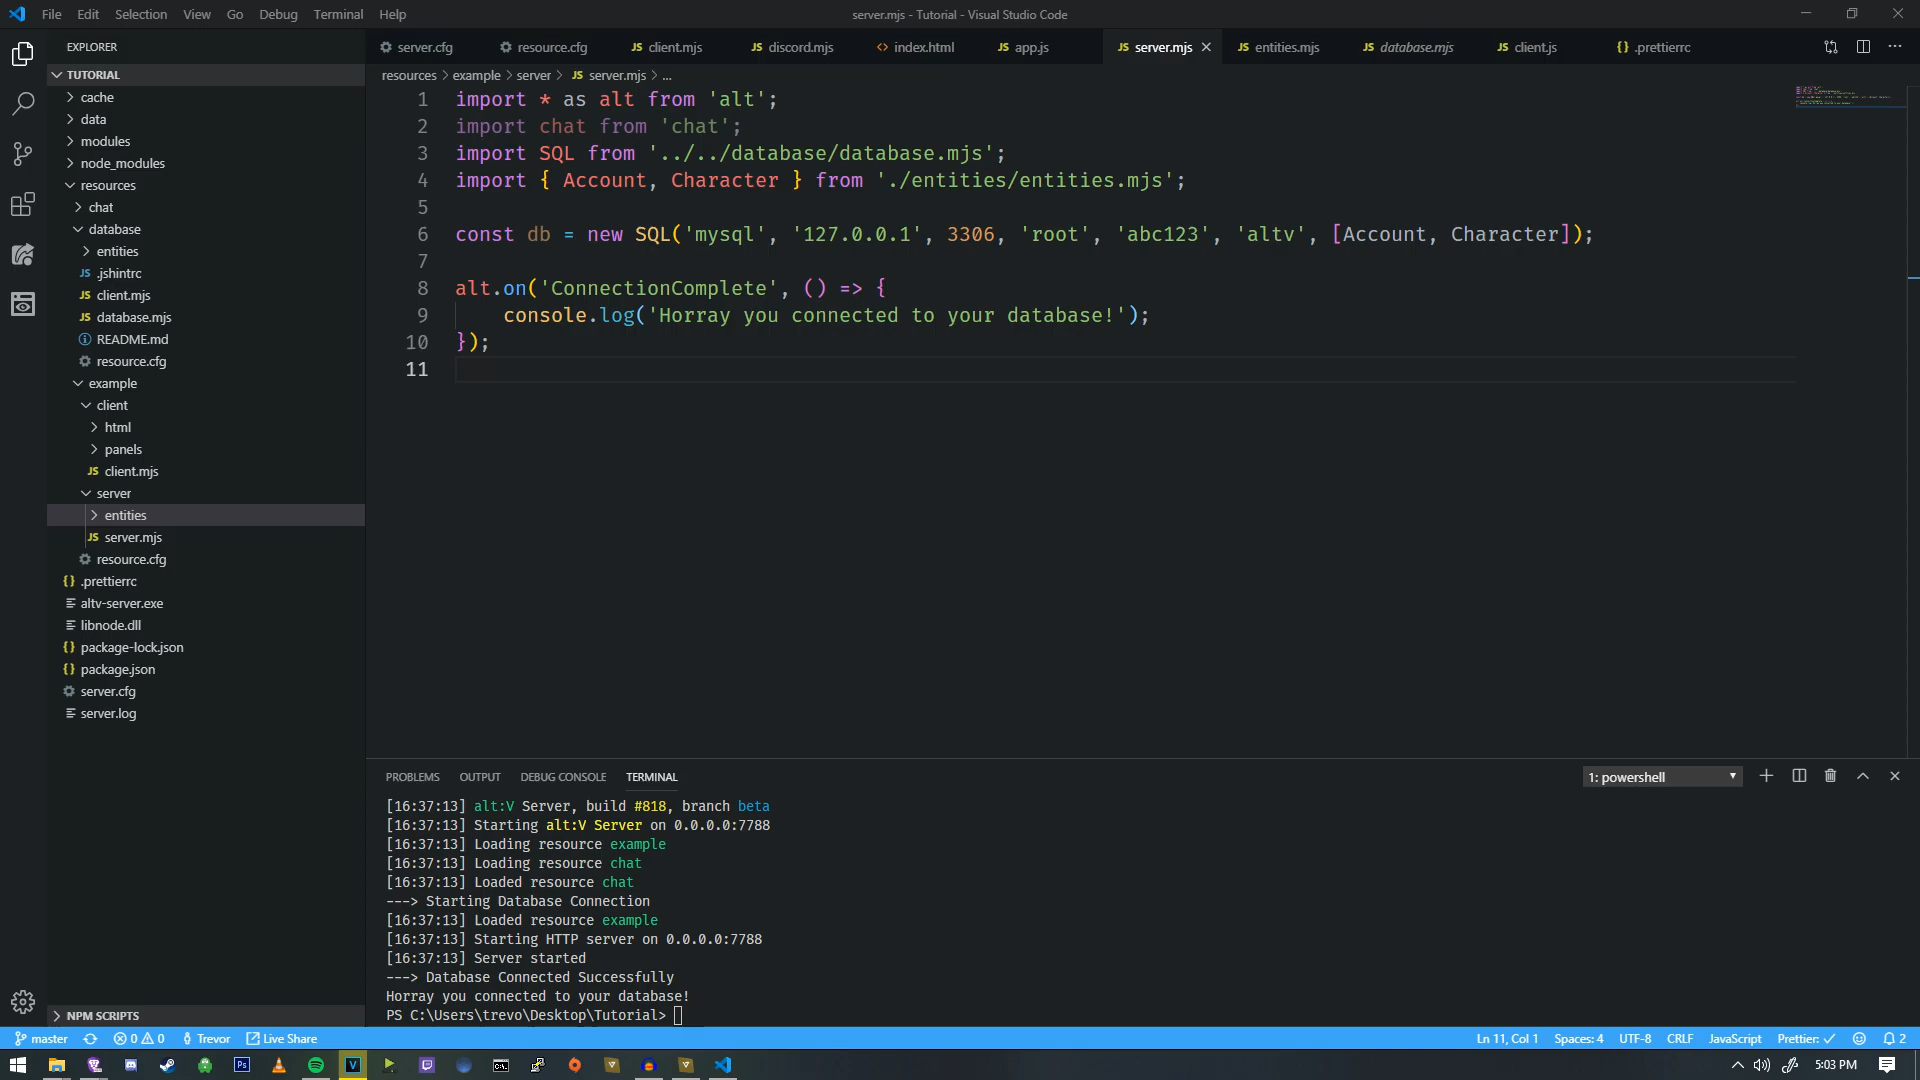 File Edit Selection View Go Debug Terminal Help
server.mjs - Tutorial - Visual Studio Code
EXPLORER
TUTORIAL
cache
data
modules
node_modules
resources
chat
database
entities
JS .jshintrc
JS client.mjs
JS database.mjs
README.md
resource.cfg
example
client
html
panels
JS client.mjs
server
entities
JS server.mjs
resource.cfg
{} .prettierrc
altv-server.exe
libnode.dll
{} package-lock.json
{} package.json
server.cfg
server.log
NPM SCRIPTS
server.cfg resource.cfg JS client.mjs JS discord.mjs <> index.html JS app.js JS server.mjs JS entities.mjs JS database.mjs JS client.js {} .prettierrc
resources > example > server > JS server.mjs > ...
1 import * as alt from 'alt';
2 import chat from 'chat';
3 import SQL from '../../database/database.mjs';
4 import { Account, Character } from './entities/entities.mjs';
5
6 const db = new SQL('mysql', '127.0.0.1', 3306, 'root', 'abc123', 'altv', [Account, Character]);
7
8 alt.on('ConnectionComplete', () => {
9 console.log('Horray you connected to your database!');
10 });
11
PROBLEMS OUTPUT DEBUG CONSOLE TERMINAL
1: powershell
[16:37:13] alt:V Server, build #818, branch beta
[16:37:13] Starting alt:V Server on 0.0.0.0:7788
[16:37:13] Loading resource example
[16:37:13] Loading resource chat
[16:37:13] Loaded resource chat
---> Starting Database Connection
[16:37:13] Loaded resource example
[16:37:13] Starting HTTP server on 0.0.0.0:7788
[16:37:13] Server started
---> Database Connected Successfully
Horray you connected to your database!
PS C:\Users\trevo\Desktop\Tutorial>
master 0 0 Trevor Live Share
Ln 11, Col 1 Spaces: 4 UTF-8 CRLF JavaScript Prettier: ✓ 2
Ps V
5:03 PM